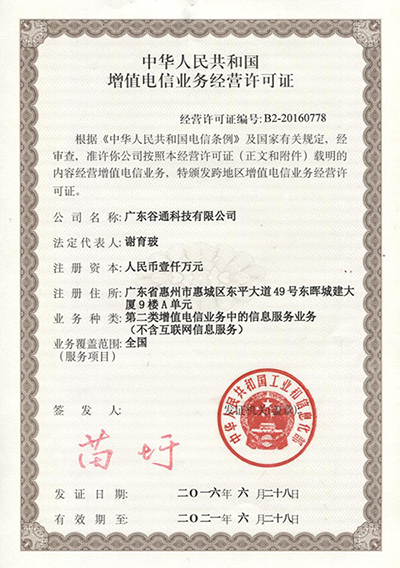 中华人民共和国
增值电信业务经营许可证
经营许可证编号: B2-20160778
根据《中华人民共和国电信条例》及国家有关规定, 经
审查, 准许你公司按照本经营许可证 (正文和附件) 载明的
内容经营增值电信业务, 特颁发跨地区增值电信业务经营许
可证。
公司名称: 广东谷通科技有限公司
法定代表人: 谢育玻
注册资本: 人民币壹仟万元
注册住所: 广东省惠州市惠城区东平大道49号东晖城建大
厦9楼A单元
业务种类: 第二类增值电信业务中的信息服务业务
(不含互联网信息服务)
业务覆盖范围: 全国
(服务项目)
签发人:
发证机关(盖章)
中华人民共和国工业和信息化部
苗圩
发证日期: 二〇一六年 六 月二十八日
有效期至: 二〇二一年 六 月二十八日